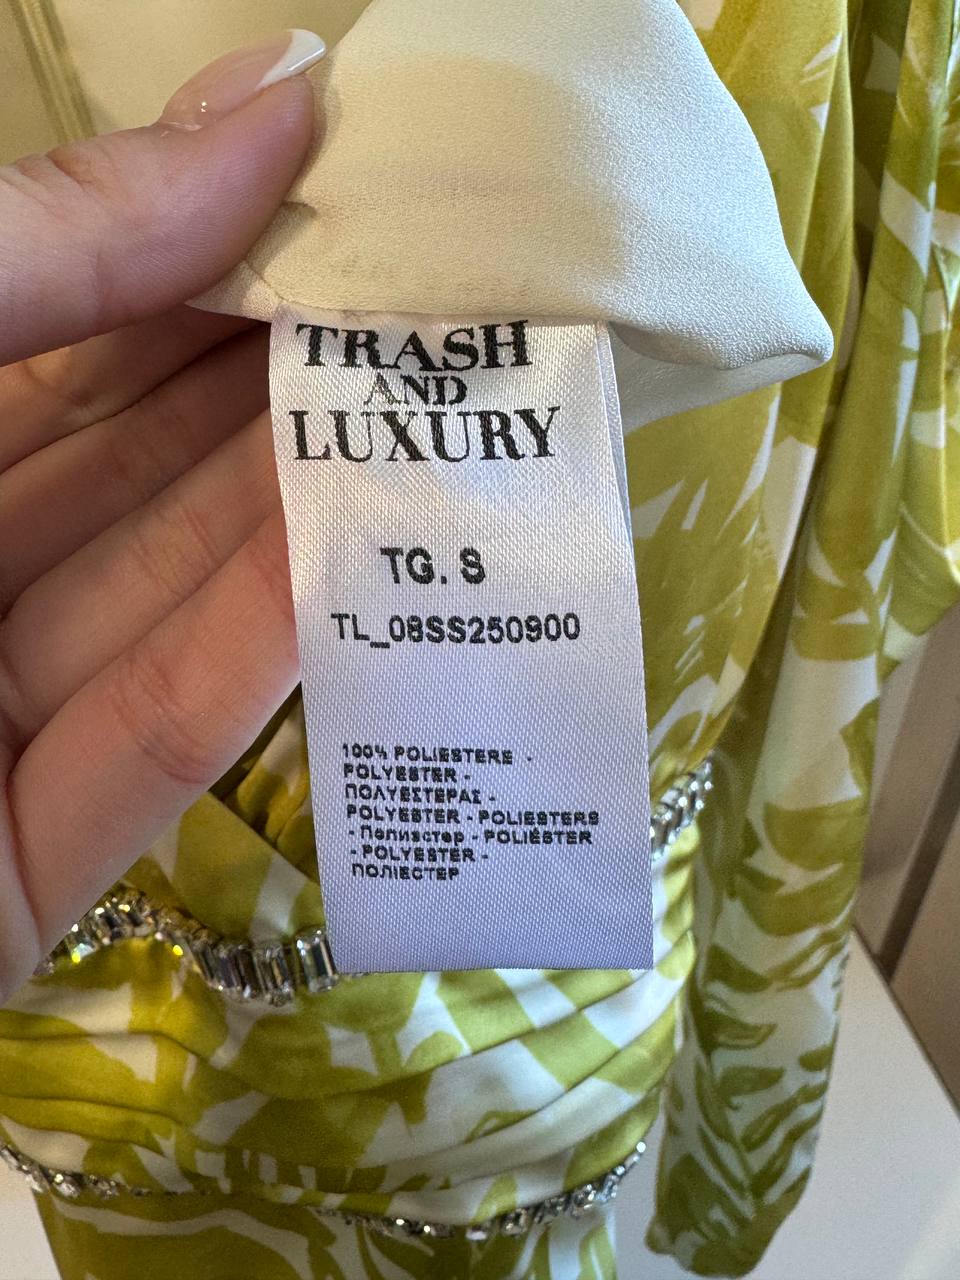 TRASH
AND
LUXURY
TG. S
TL_08SS250900
100% POLIESTERE -
POLYESTER -
ΠΟΛΥΕΣΤΕΡΑΣ -
POLYESTER - POLIESTERS
- Полиэстер - POLIÉSTER
- POLYESTER -
ПОЛІЕСТЕР